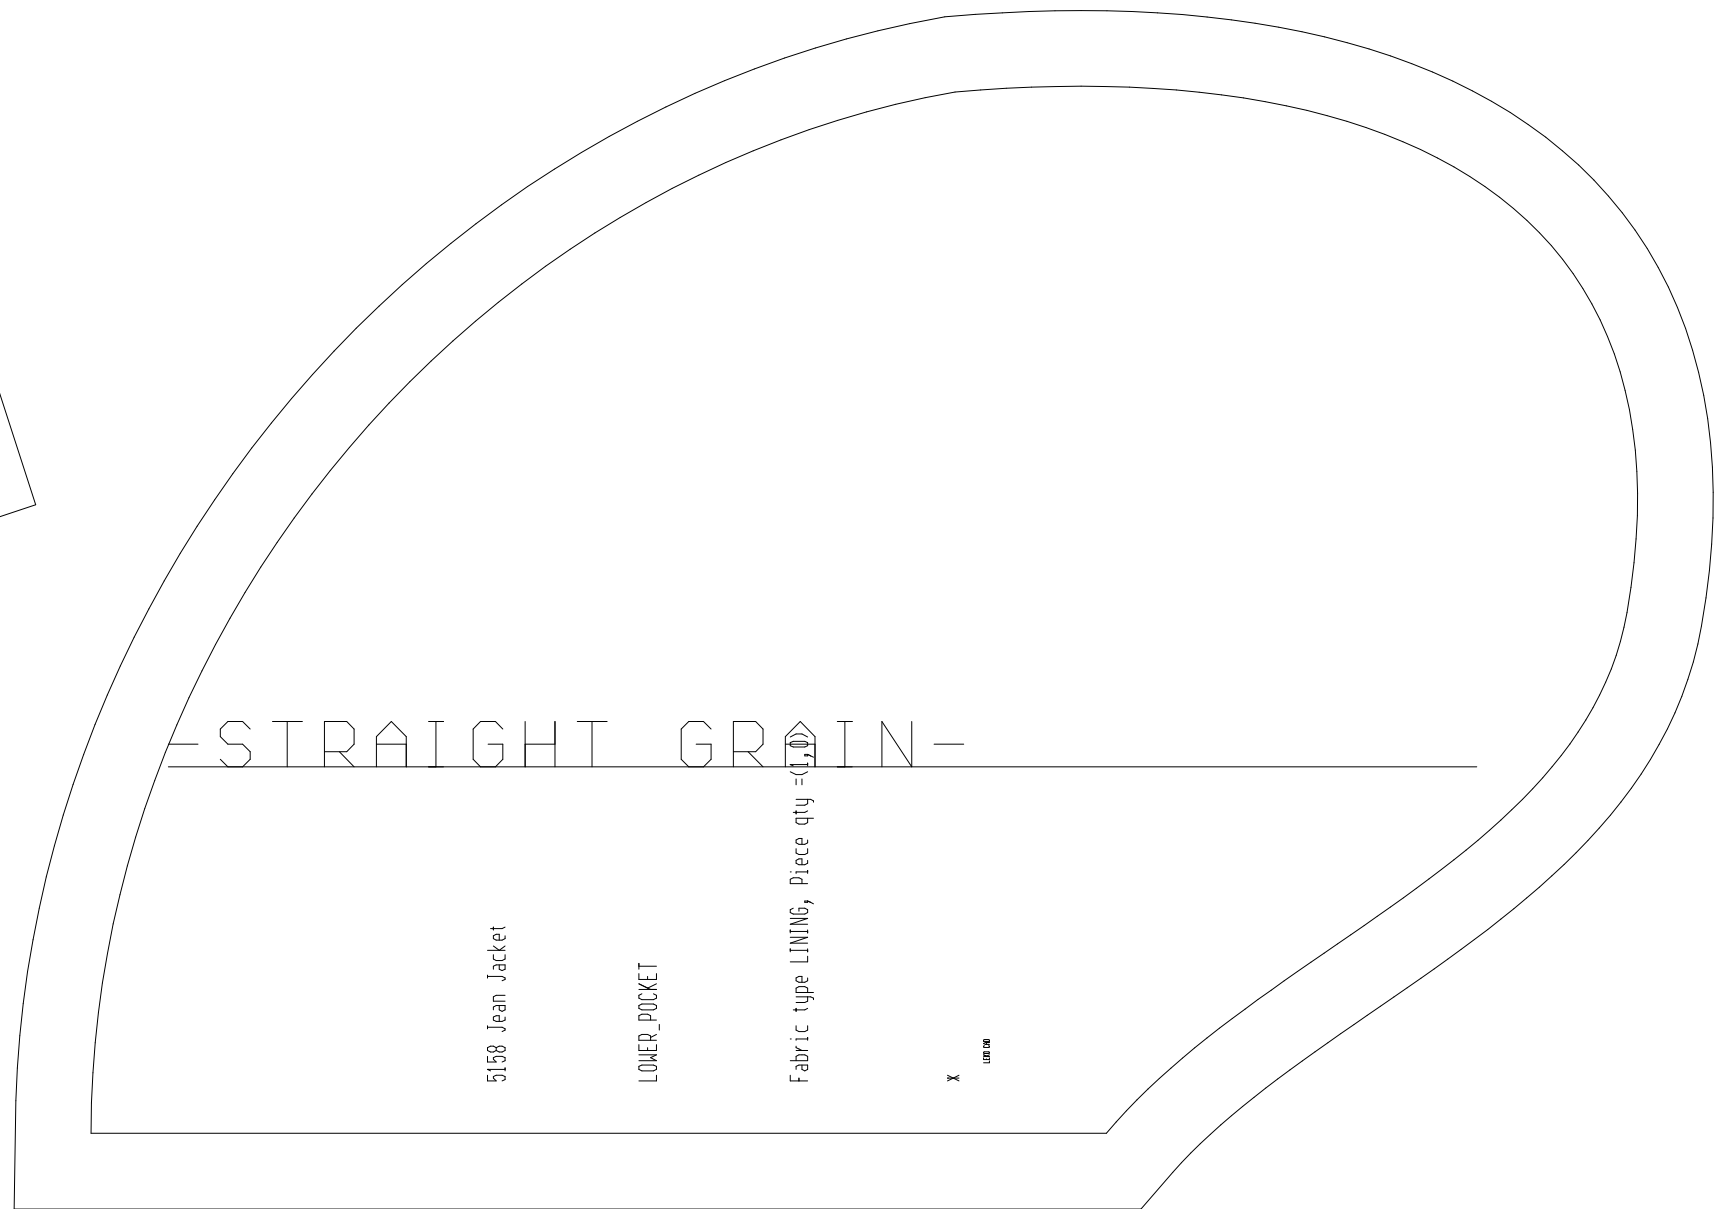 -STRAIGHT GRAIN-
5158 Jean Jacket
LOWER_POCKET
Fabric type LINING, Piece qty =(1,0)